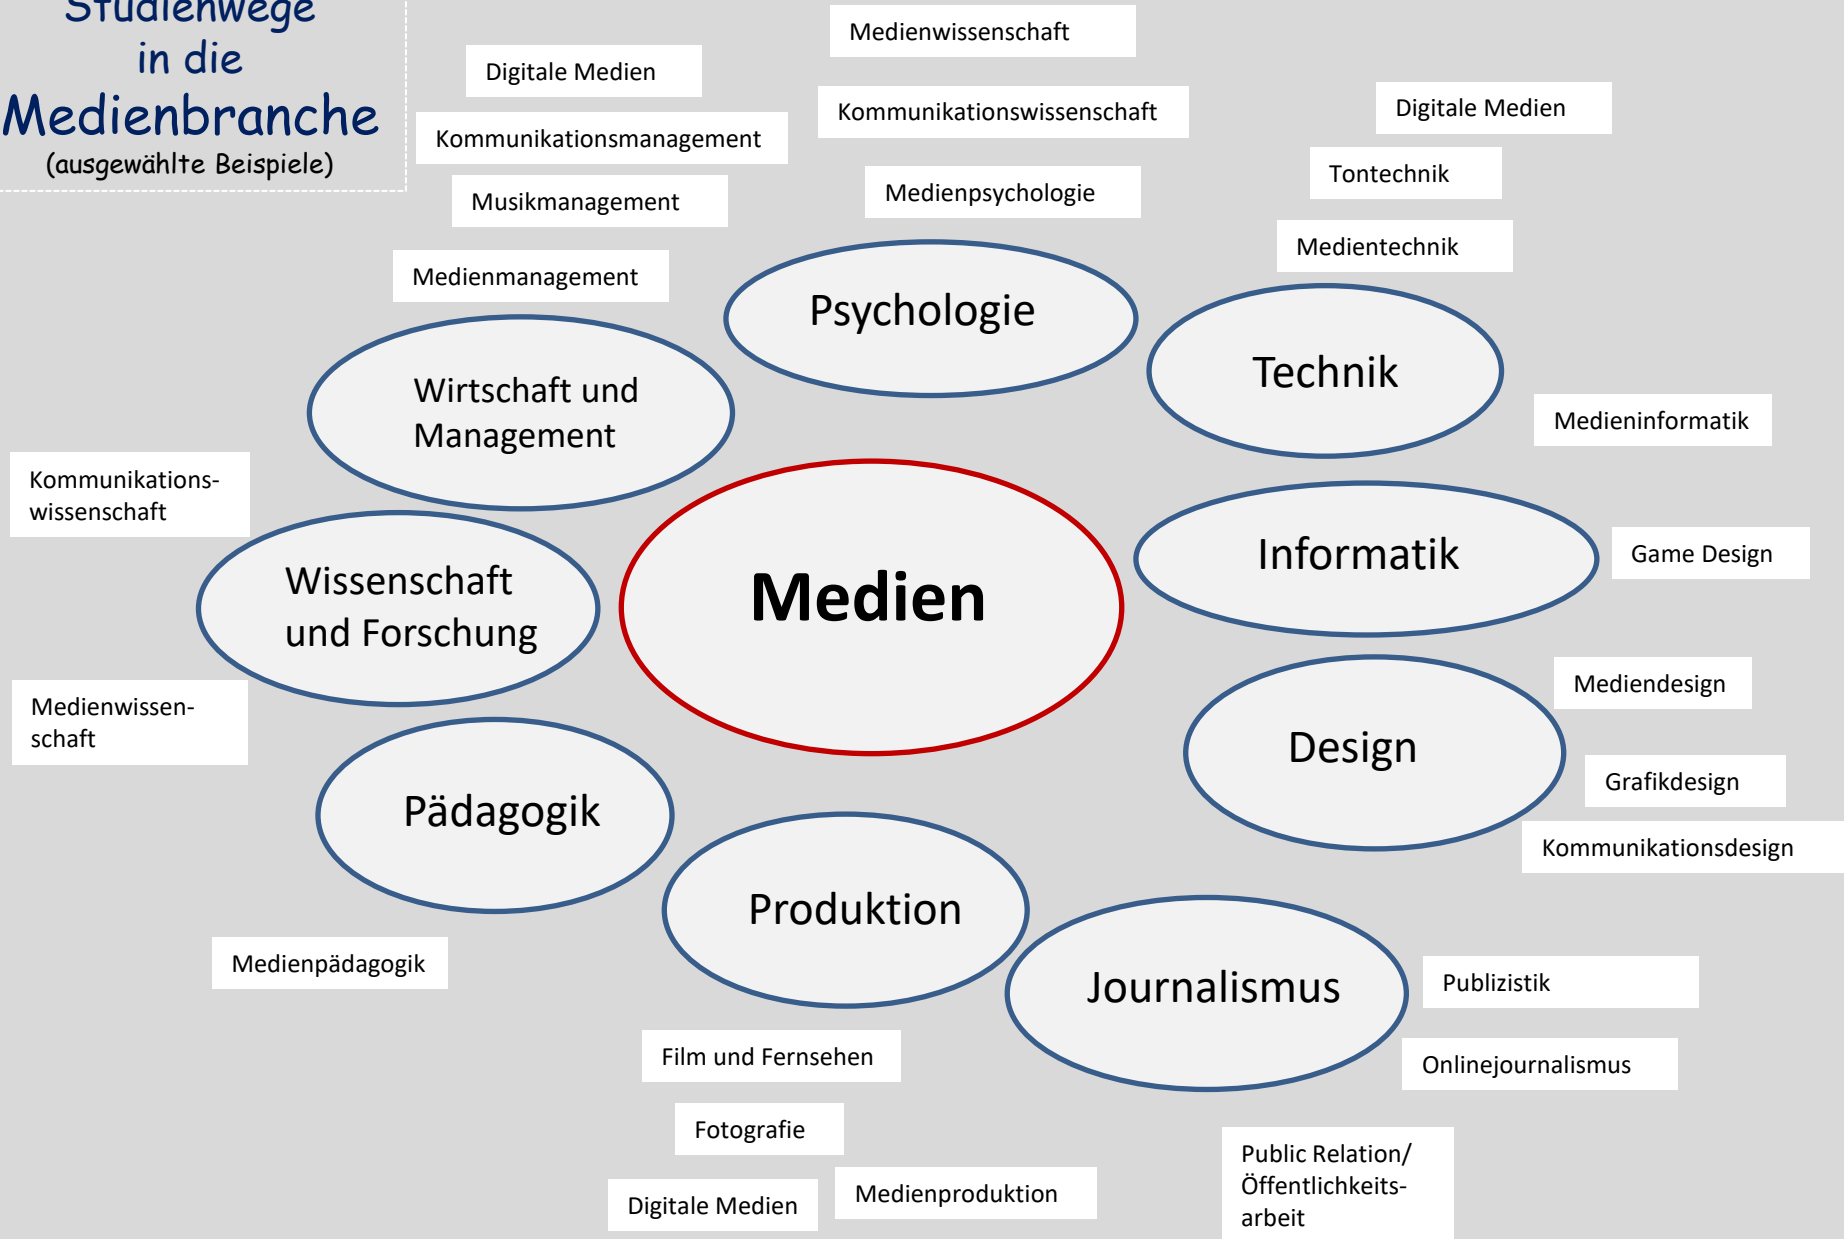 Studienwege
in die
Medienbranche
(ausgewählte Beispiele)
Digitale Medien
Kommunikationsmanagement
Musikmanagement
Medienmanagement
Wirtschaft und
Management
Medienwissenschaft
Kommunikationswissenschaft
Medienpsychologie
Psychologie
Digitale Medien
Tontechnik
Medientechnik
Technik
Medieninformatik
Informatik
Game Design
Kommunikations-
wissenschaft
Wissenschaft
und Forschung
Medienwissen-
schaft
Medien
Mediendesign
Design
Grafikdesign
Kommunikationsdesign
Pädagogik
Medienpädagogik
Produktion
Film und Fernsehen
Fotografie
Digitale Medien
Medienproduktion
Journalismus
Publizistik
Onlinejournalismus
Public Relation/
Öffentlichkeits-
arbeit